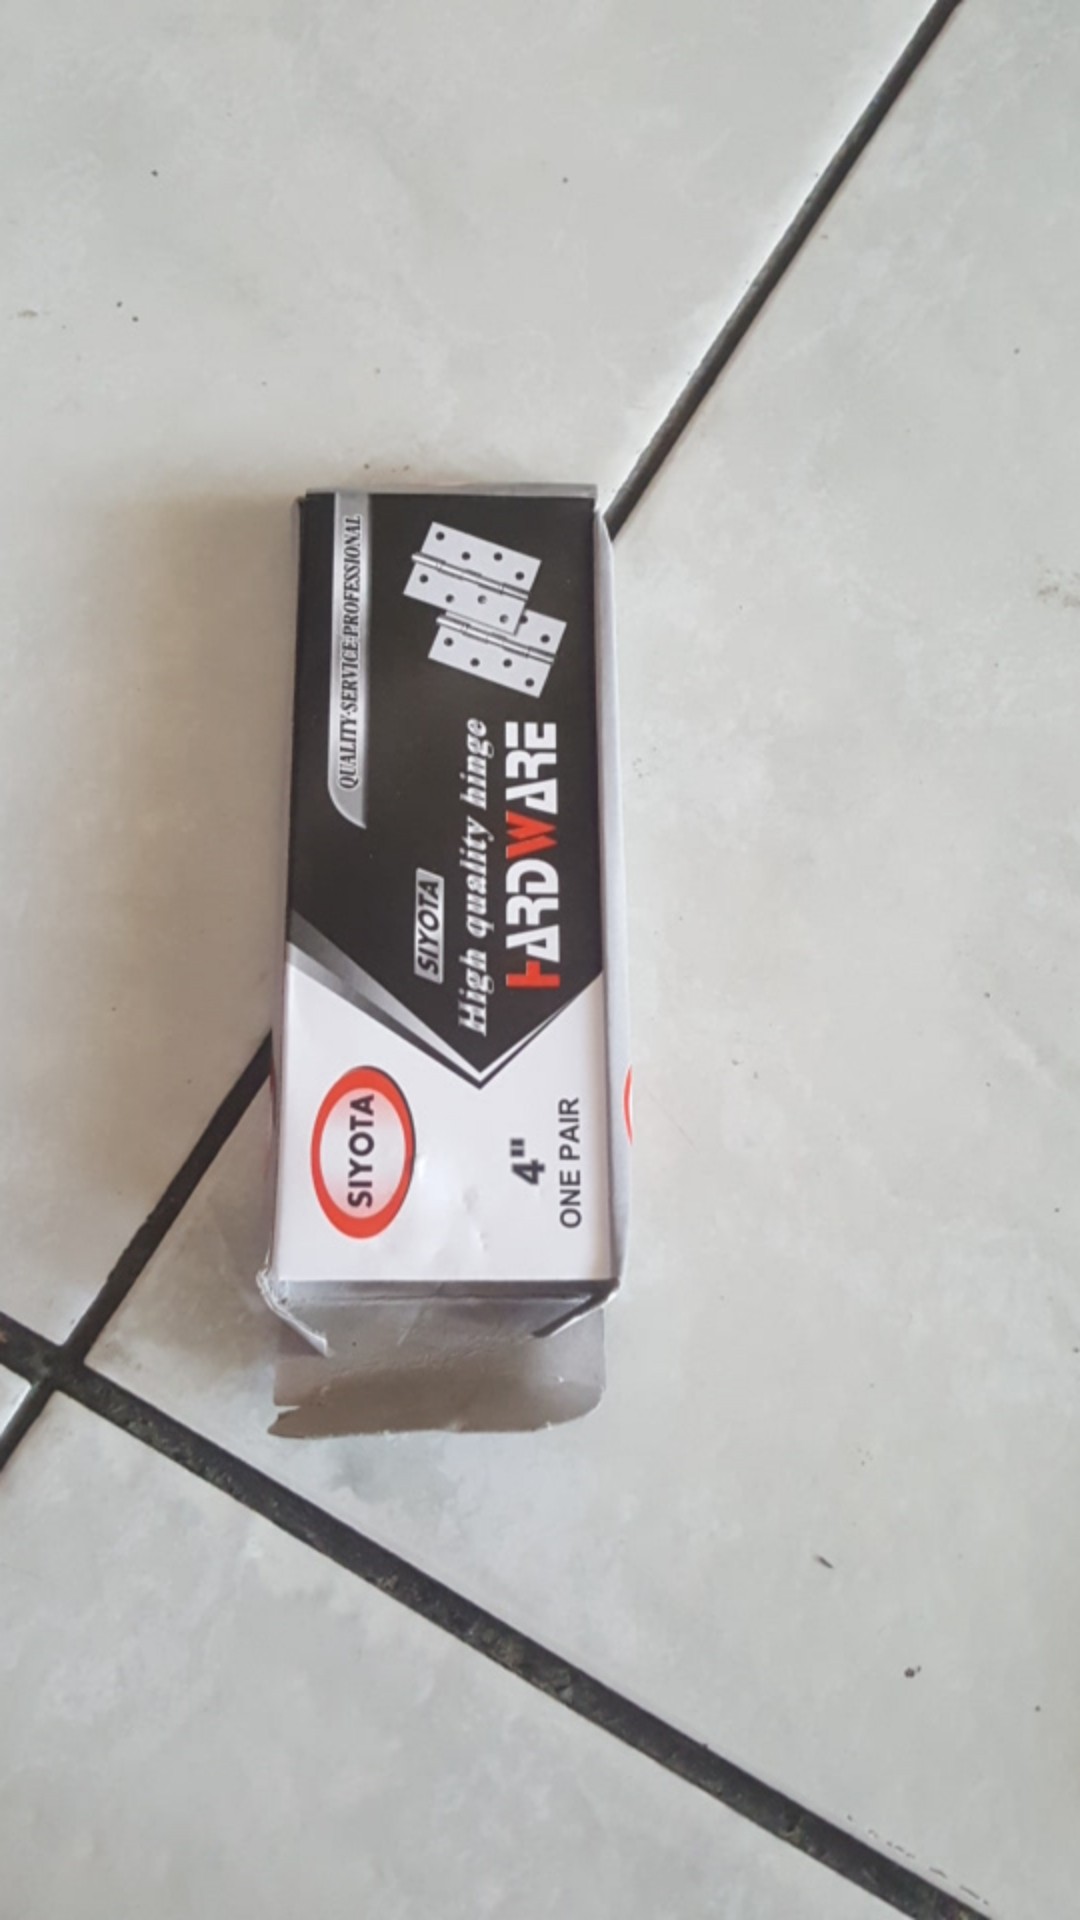 QUALITY·SERVICE·PROFESSIONAL
SIYOTA
High quality hinge
HARDWARE
SIYOTA
4"
ONE PAIR